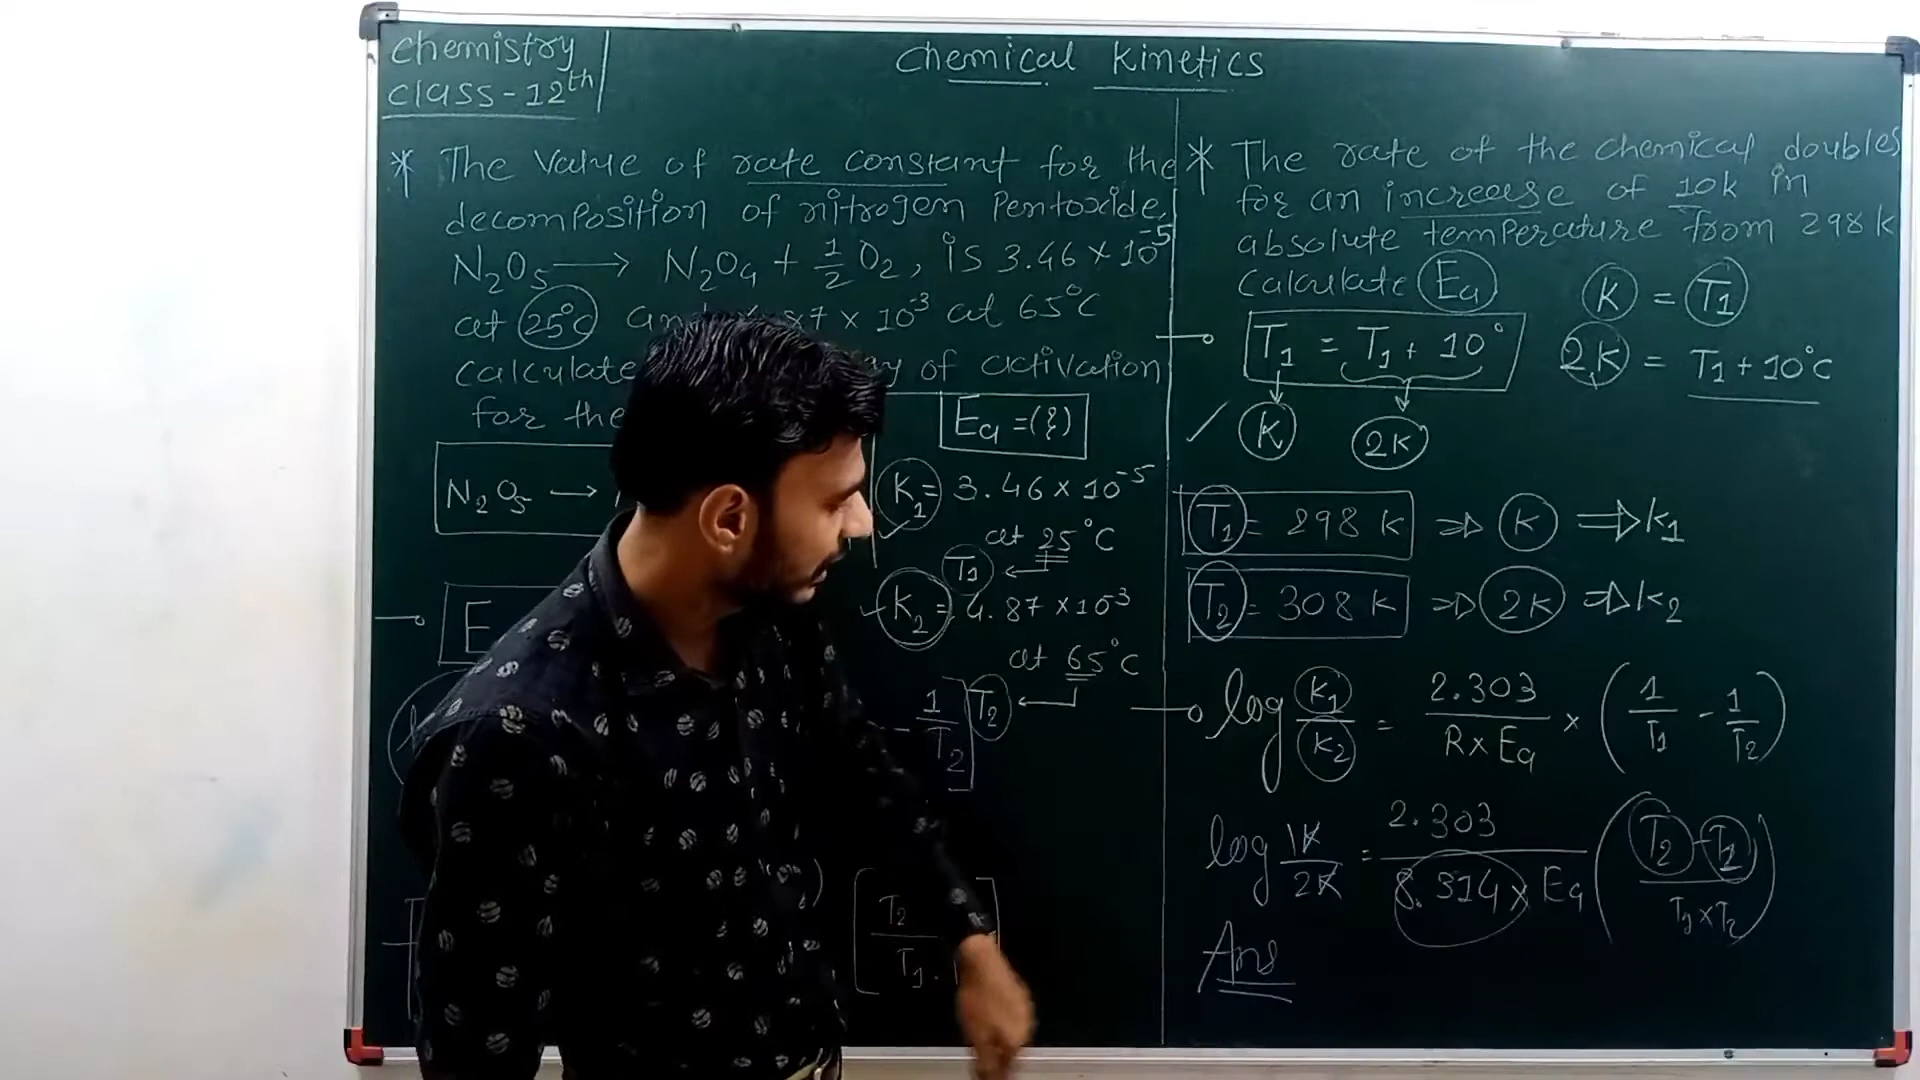 Chemistry
Class-12th
Chemical Kinetics
* The value of rate constant for the
decomposition of nitrogen Pentoxide,
N₂O₅ → N₂O₄ + 1/2 O₂, is 3.46 × 10⁻⁵
at 25°C an 87 × 10⁻³ at 65°C
calculate y of activation
for the
Ea =(})
N₂O₅ →
K₁= 3.46 × 10⁻⁵
at 25°C
T₁ ←
K₂= 4.87 × 10⁻³
at 65°C
E
- 1/T₂] T₂ ←
T₂
T₁.
* The rate of the chemical doubles
for an increese of 10k in
absolute temperature from 298 k
Calculate Ea
K = T₁
T₁ = T₁ + 10°
2K = T₁ + 10°C
✓ K 2K
T₁ = 298 k ⇒ K ⇒ k₁
T₂ = 308 k ⇒ 2K ⇒ k₂
log k₁/k₂ = 2.303/R×Ea × (1/T₁ - 1/T₂)
log 1K/2K = 2.303/8.314×Ea (T₂-T₁/T₁×T₂)
Ans